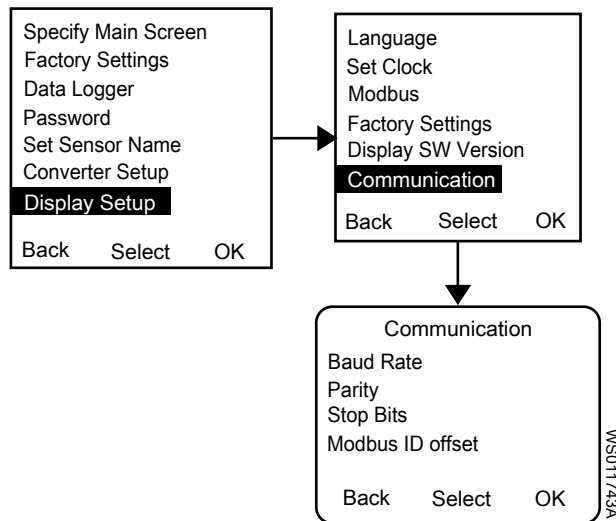 Specify Main Screen
Factory Settings
Data Logger
Password
Set Sensor Name
Converter Setup
Display Setup
Back Select OK
Language
Set Clock
Modbus
Factory Settings
Display SW Version
Communication
Back Select OK
Communication
Baud Rate
Parity
Stop Bits
Modbus ID offset
Back Select OK
WS011743A